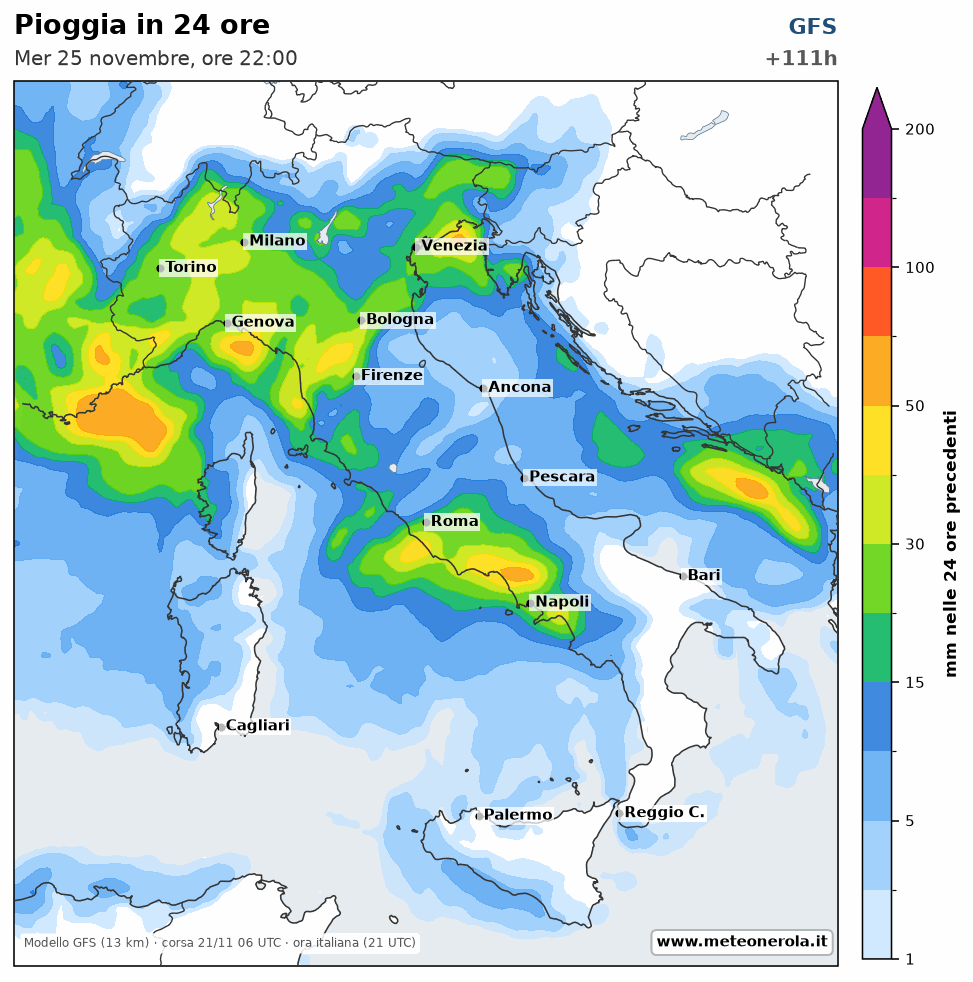 Pioggia in 24 ore
GFS
Mer 25 novembre, ore 22:00
+111h
200
100
50
30
15
5
1
mm nelle 24 ore precedenti
Milano
Venezia
Torino
Genova
Bologna
Firenze
Ancona
Pescara
Roma
Bari
Napoli
Cagliari
Palermo
Reggio C.
Modello GFS (13 km) · corsa 21/11 06 UTC · ora italiana (21 UTC)
www.meteonerola.it